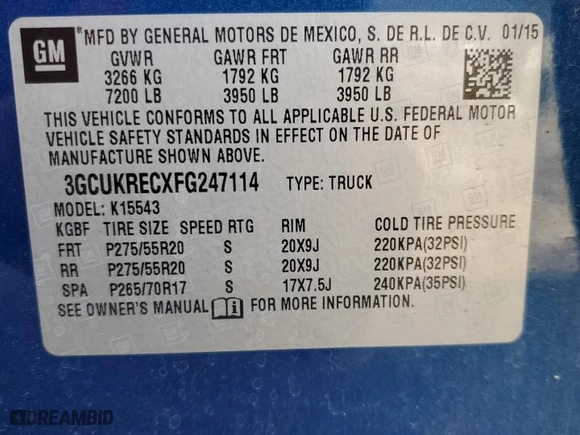 GM
*MFD BY GENERAL MOTORS DE MEXICO, S. DE R.L. DE C.V. 01/15
GVWR GAWR FRT GAWR RR
3266 KG 1792 KG 1792 KG
7200 LB 3950 LB 3950 LB
THIS VEHICLE CONFORMS TO ALL APPLICABLE U.S. FEDERAL MOTOR
VEHICLE SAFETY STANDARDS IN EFFECT ON THE DATE OF
MANUFACTURE SHOWN ABOVE.
3GCUKRECXFG247114 TYPE: TRUCK
MODEL: K15543
KGBF TIRE SIZE SPEED RTG RIM COLD TIRE PRESSURE
FRT P275/55R20 S 20X9J 220KPA(32PSI)
RR P275/55R20 S 20X9J 220KPA(32PSI)
SPA P265/70R17 S 17X7.5J 240KPA(35PSI)
SEE OWNER'S MANUAL FOR MORE INFORMATION.
DREAMBID